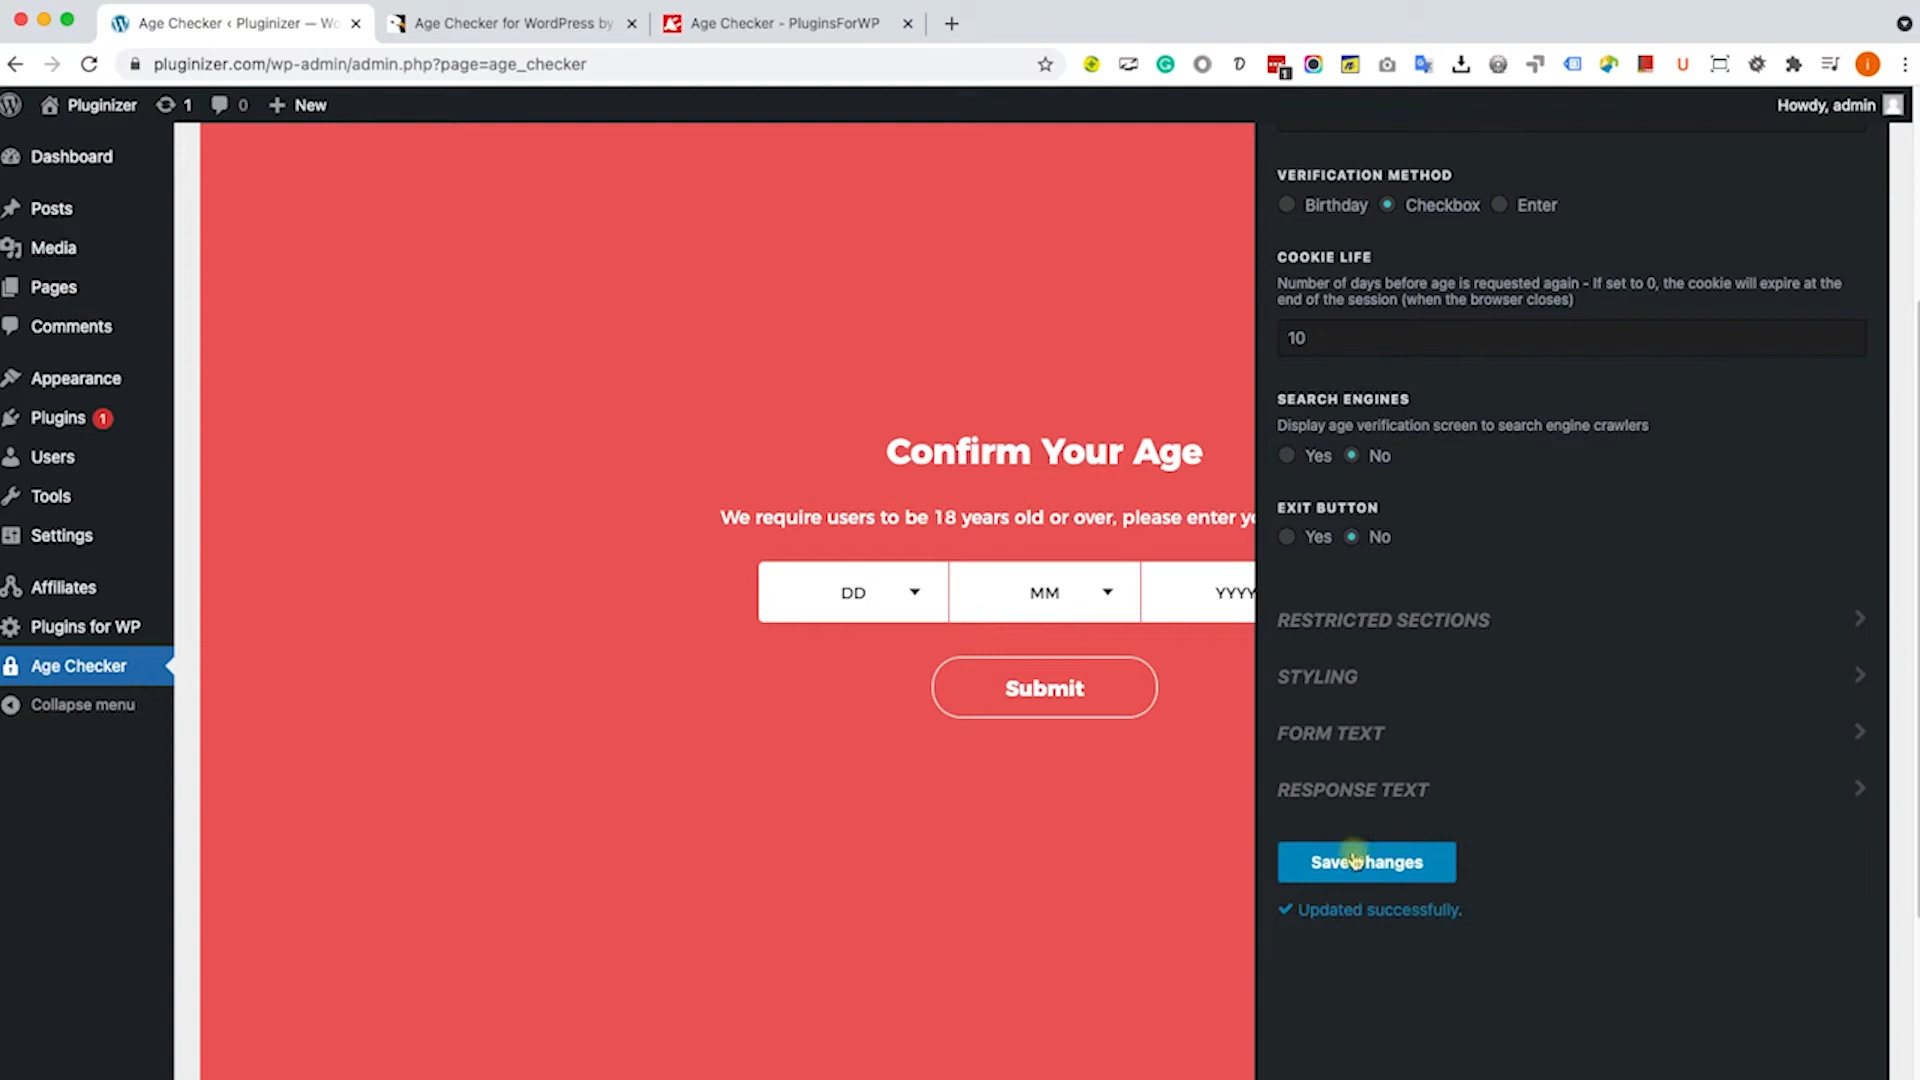 Age Checker ‹ Pluginizer — Wo
Age Checker for WordPress by
Age Checker - PluginsForWP
pluginizer.com/wp-admin/admin.php?page=age_checker
Pluginizer
1
0
New
Howdy, admin
Dashboard
Posts
Media
Pages
Comments
Appearance
Plugins 1
Users
Tools
Settings
Affiliates
Plugins for WP
Age Checker
Collapse menu
Confirm Your Age
We require users to be 18 years old or over, please enter yo
DD
MM
YYYY
Submit
VERIFICATION METHOD
Birthday Checkbox Enter
COOKIE LIFE
Number of days before age is requested again - If set to 0, the cookie will expire at the
end of the session (when the browser closes)
10
SEARCH ENGINES
Display age verification screen to search engine crawlers
Yes No
EXIT BUTTON
Yes No
RESTRICTED SECTIONS
STYLING
FORM TEXT
RESPONSE TEXT
Save Changes
Updated successfully.